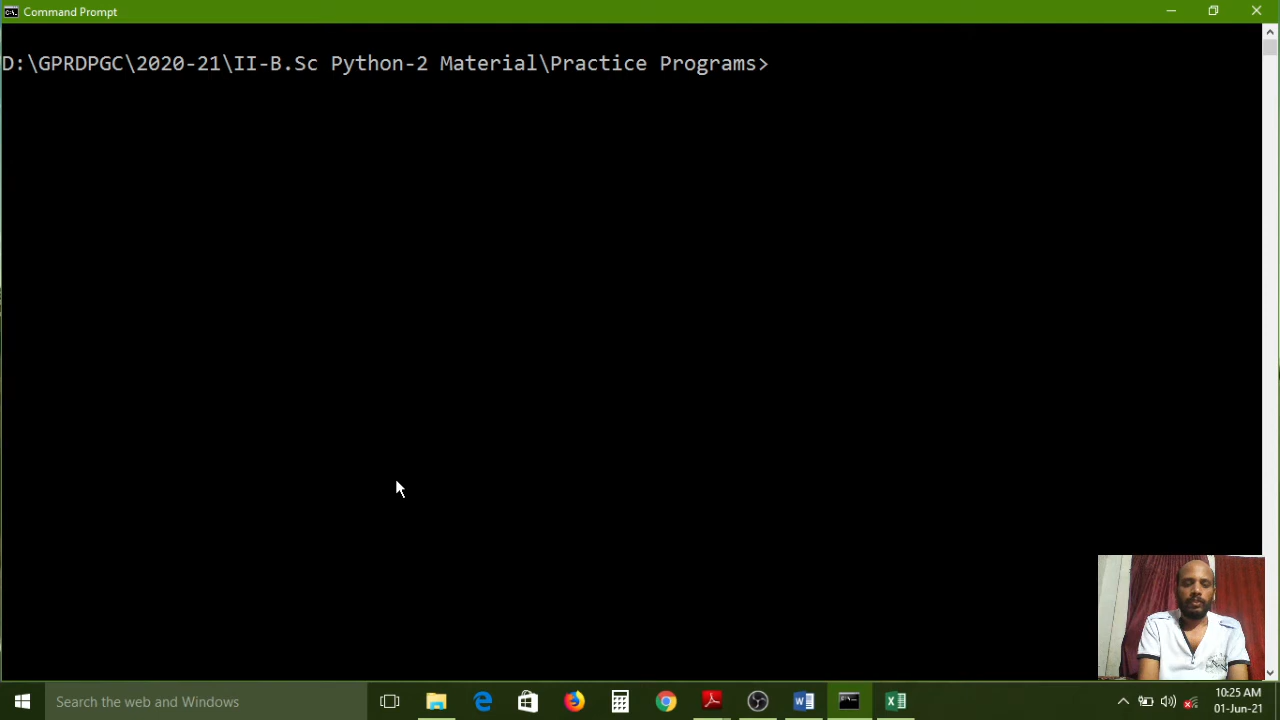 Command Prompt
D:\GPRDPGC\2020-21\II-B.Sc Python-2 Material\Practice Programs>
Search the web and Windows
10:25 AM
01-Jun-21